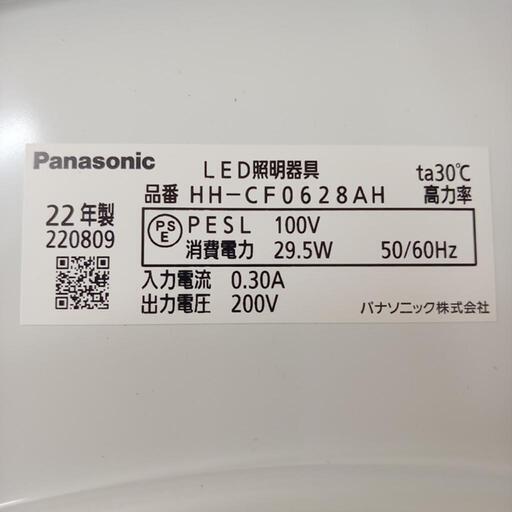 Panasonic
LED照明器具
ta30℃
品番 HH-CF0628AH
高力率
22年製
220809
PSE
PESL 100V
消費電力 29.5W 50/60Hz
入力電流 0.30A
出力電圧 200V
パナソニック株式会社